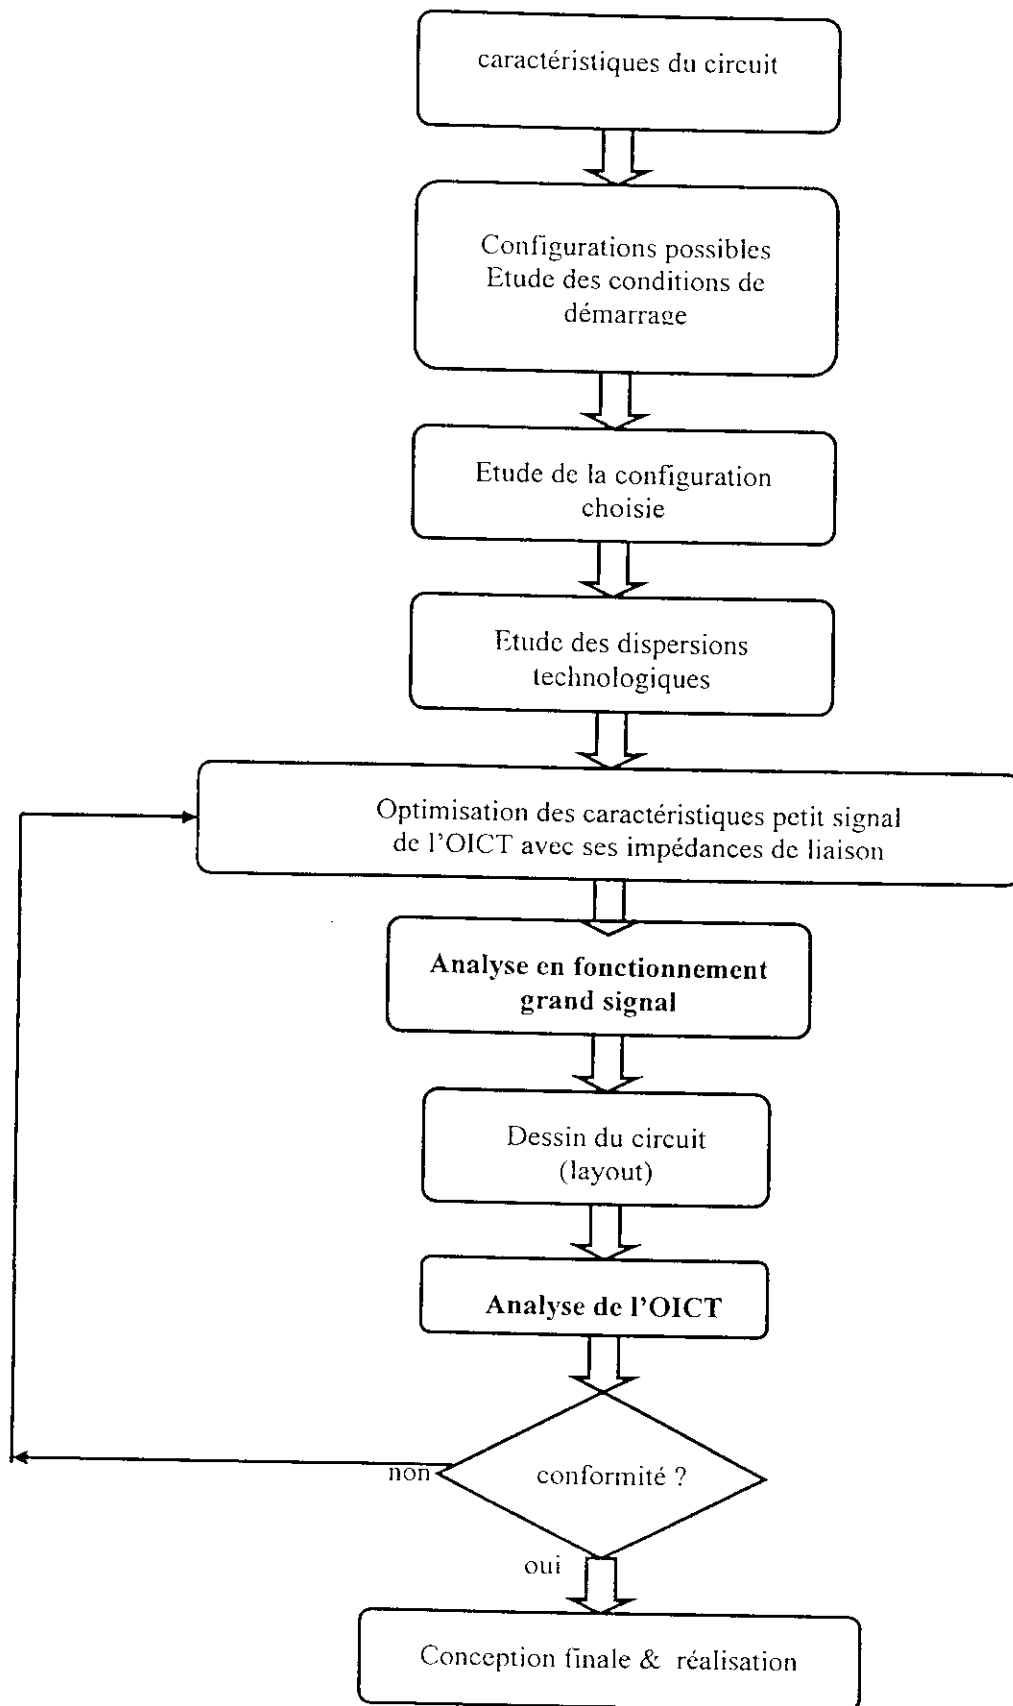 caractéristiques du circuit
Configurations possibles
Etude des conditions de
démarrage
Etude de la configuration
choisie
Etude des dispersions
technologiques
Optimisation des caractéristiques petit signal
de l’OICT avec ses impédances de liaison
Analyse en fonctionnement
grand signal
Dessin du circuit
(layout)
Analyse de l’OICT
non
conformité ?
oui
Conception finale & réalisation